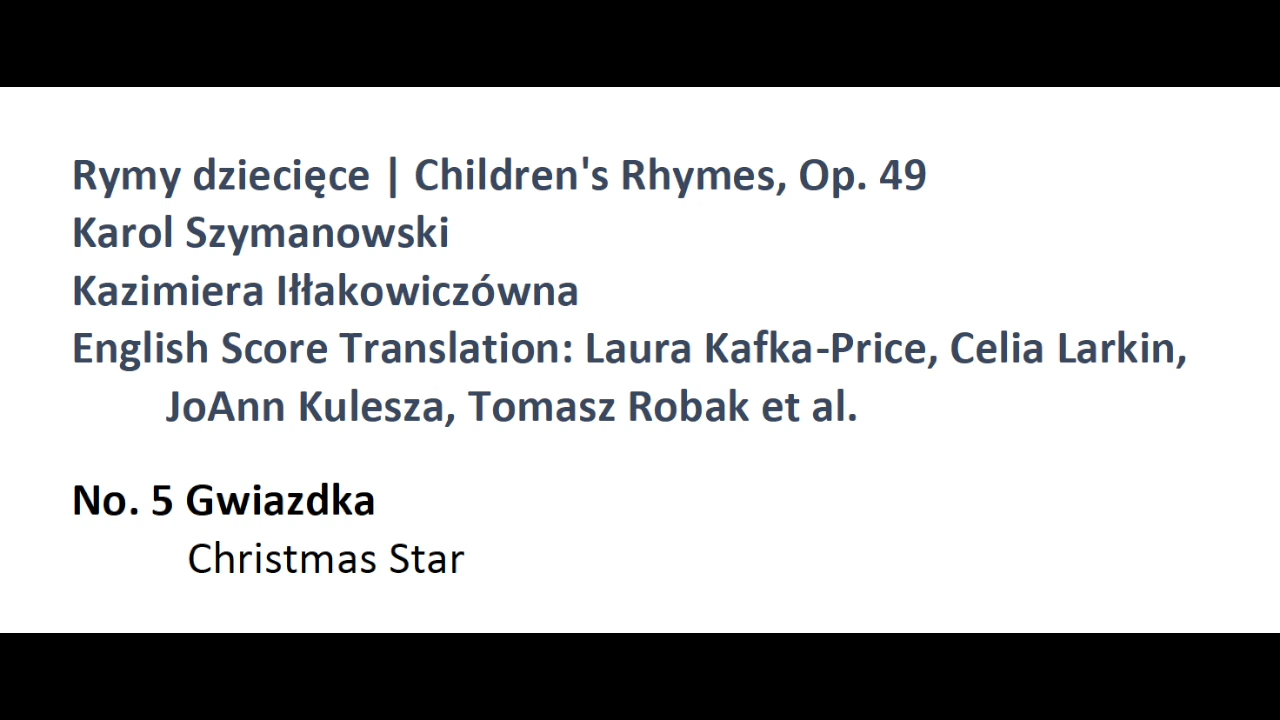 Rymy dziecięce | Children's Rhymes, Op. 49
Karol Szymanowski
Kazimiera Iłłakowiczówna
English Score Translation: Laura Kafka-Price, Celia Larkin,
JoAnn Kulesza, Tomasz Robak et al.
No. 5 Gwiazdka
Christmas Star